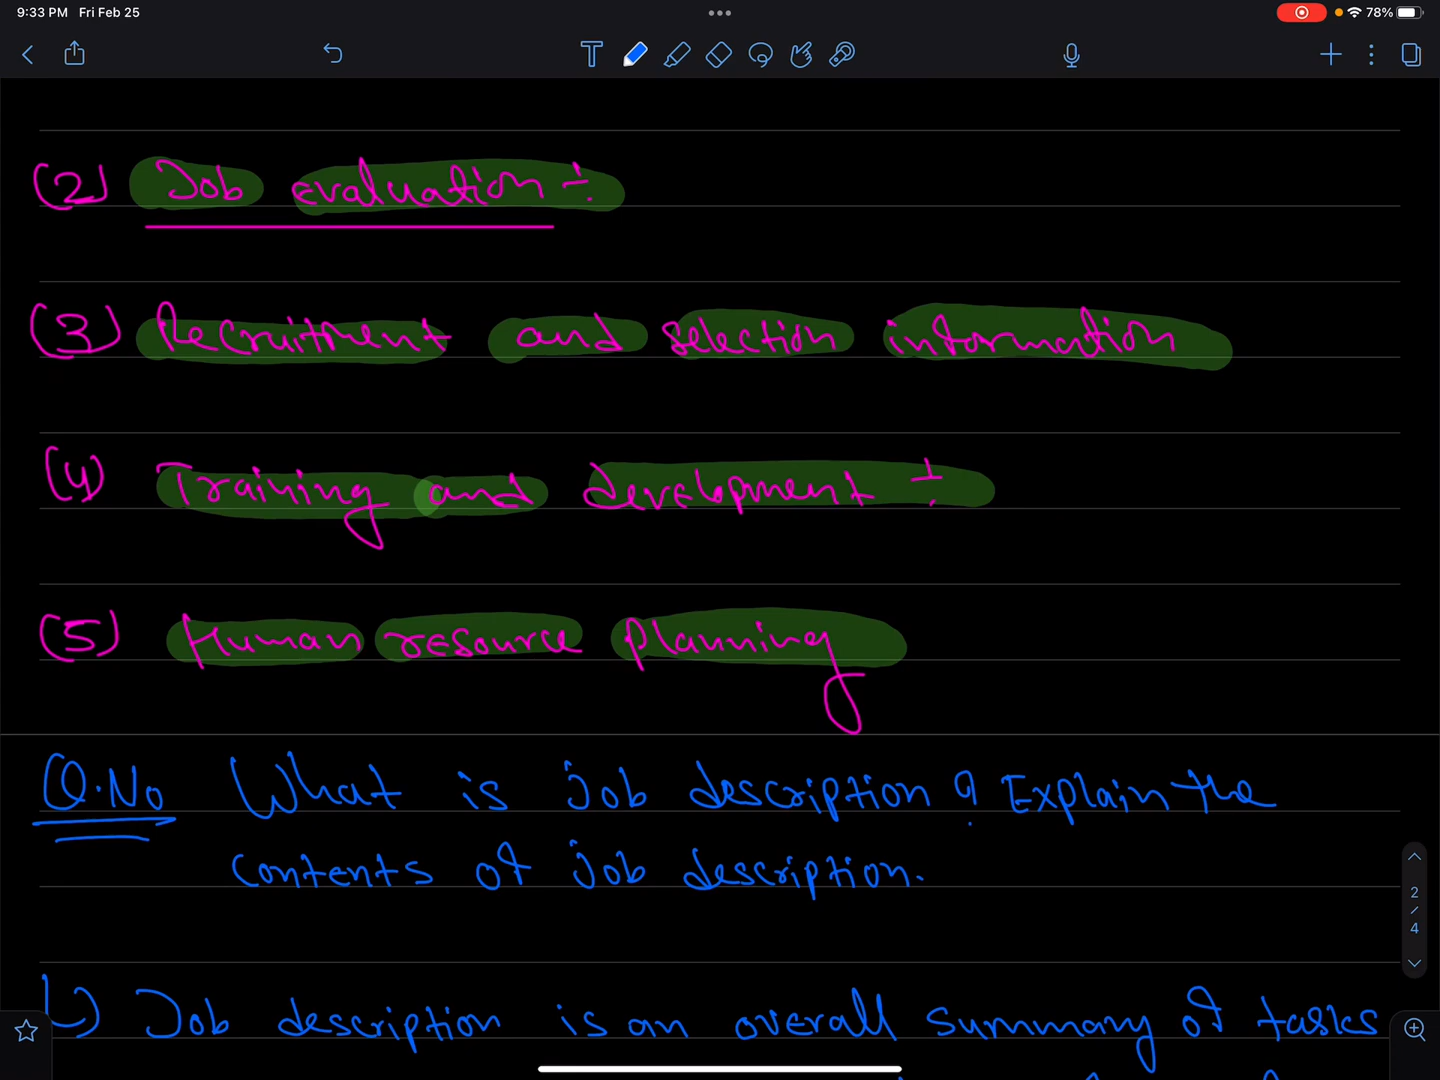 9:33 PM Fri Feb 25
78%
(2) Job evaluation :-
(3) Recruitment and selection information
(4) Training and development :-
(5) Human resource planning
Q.No What is job description? Explain the
contents of job description.
2
/
4
Job description is an overall summary of tasks